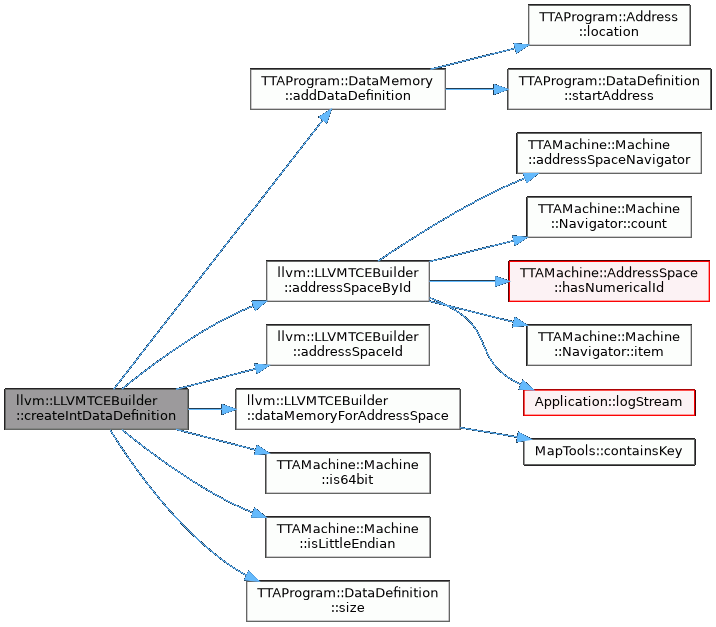 TTAProgram::Address
::location
TTAProgram::DataMemory
::addDataDefinition
TTAProgram::DataDefinition
::startAddress
TTAMachine::Machine
::addressSpaceNavigator
TTAMachine::Machine
::Navigator::count
llvm::LLVMTCEBuilder
::addressSpaceById
TTAMachine::AddressSpace
::hasNumericalId
llvm::LLVMTCEBuilder
::addressSpaceId
TTAMachine::Machine
::Navigator::item
llvm::LLVMTCEBuilder
::createIntDataDefinition
llvm::LLVMTCEBuilder
::dataMemoryForAddressSpace
Application::logStream
MapTools::containsKey
TTAMachine::Machine
::is64bit
TTAMachine::Machine
::isLittleEndian
TTAProgram::DataDefinition
::size